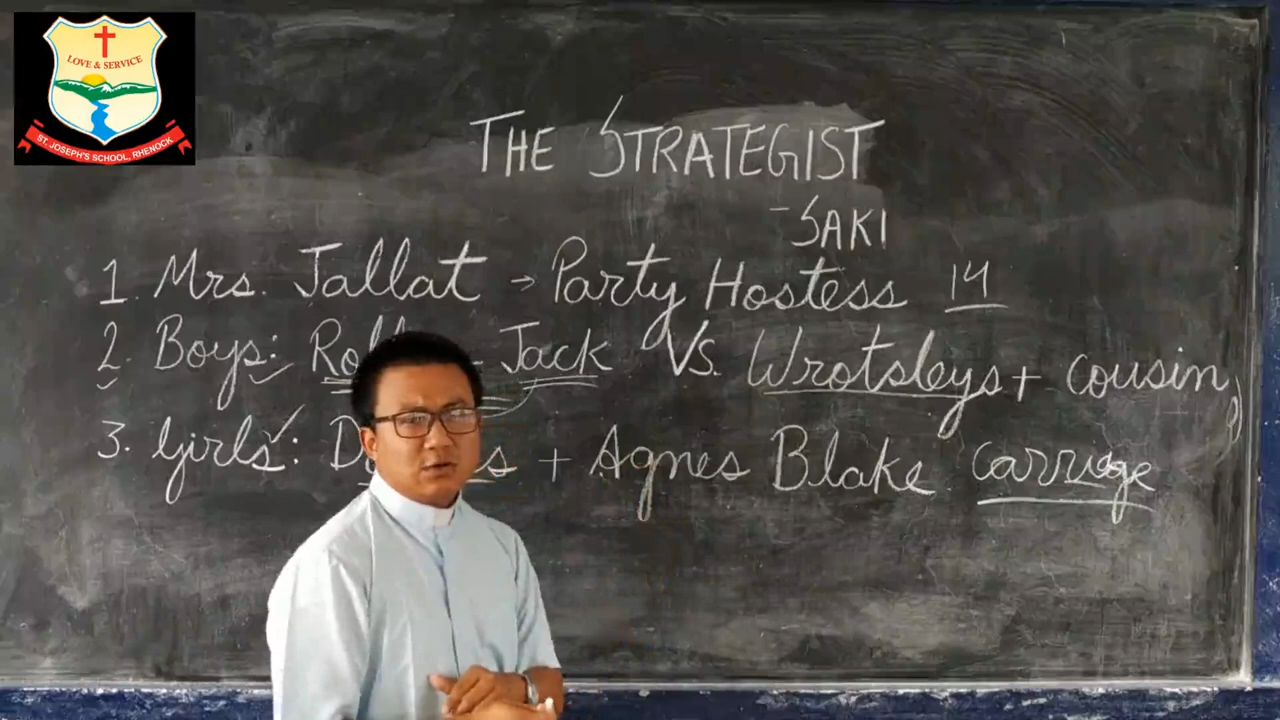 LOVE & SERVICE
ST. JOSEPH'S SCHOOL, RHENOCK
THE STRATEGIST
- SAKI
1. Mrs. Jallat → Party Hostess 14
2. Boys: Jack VS. Wrotsleys + cousin
3. Girls: + Agnes Blake carriage